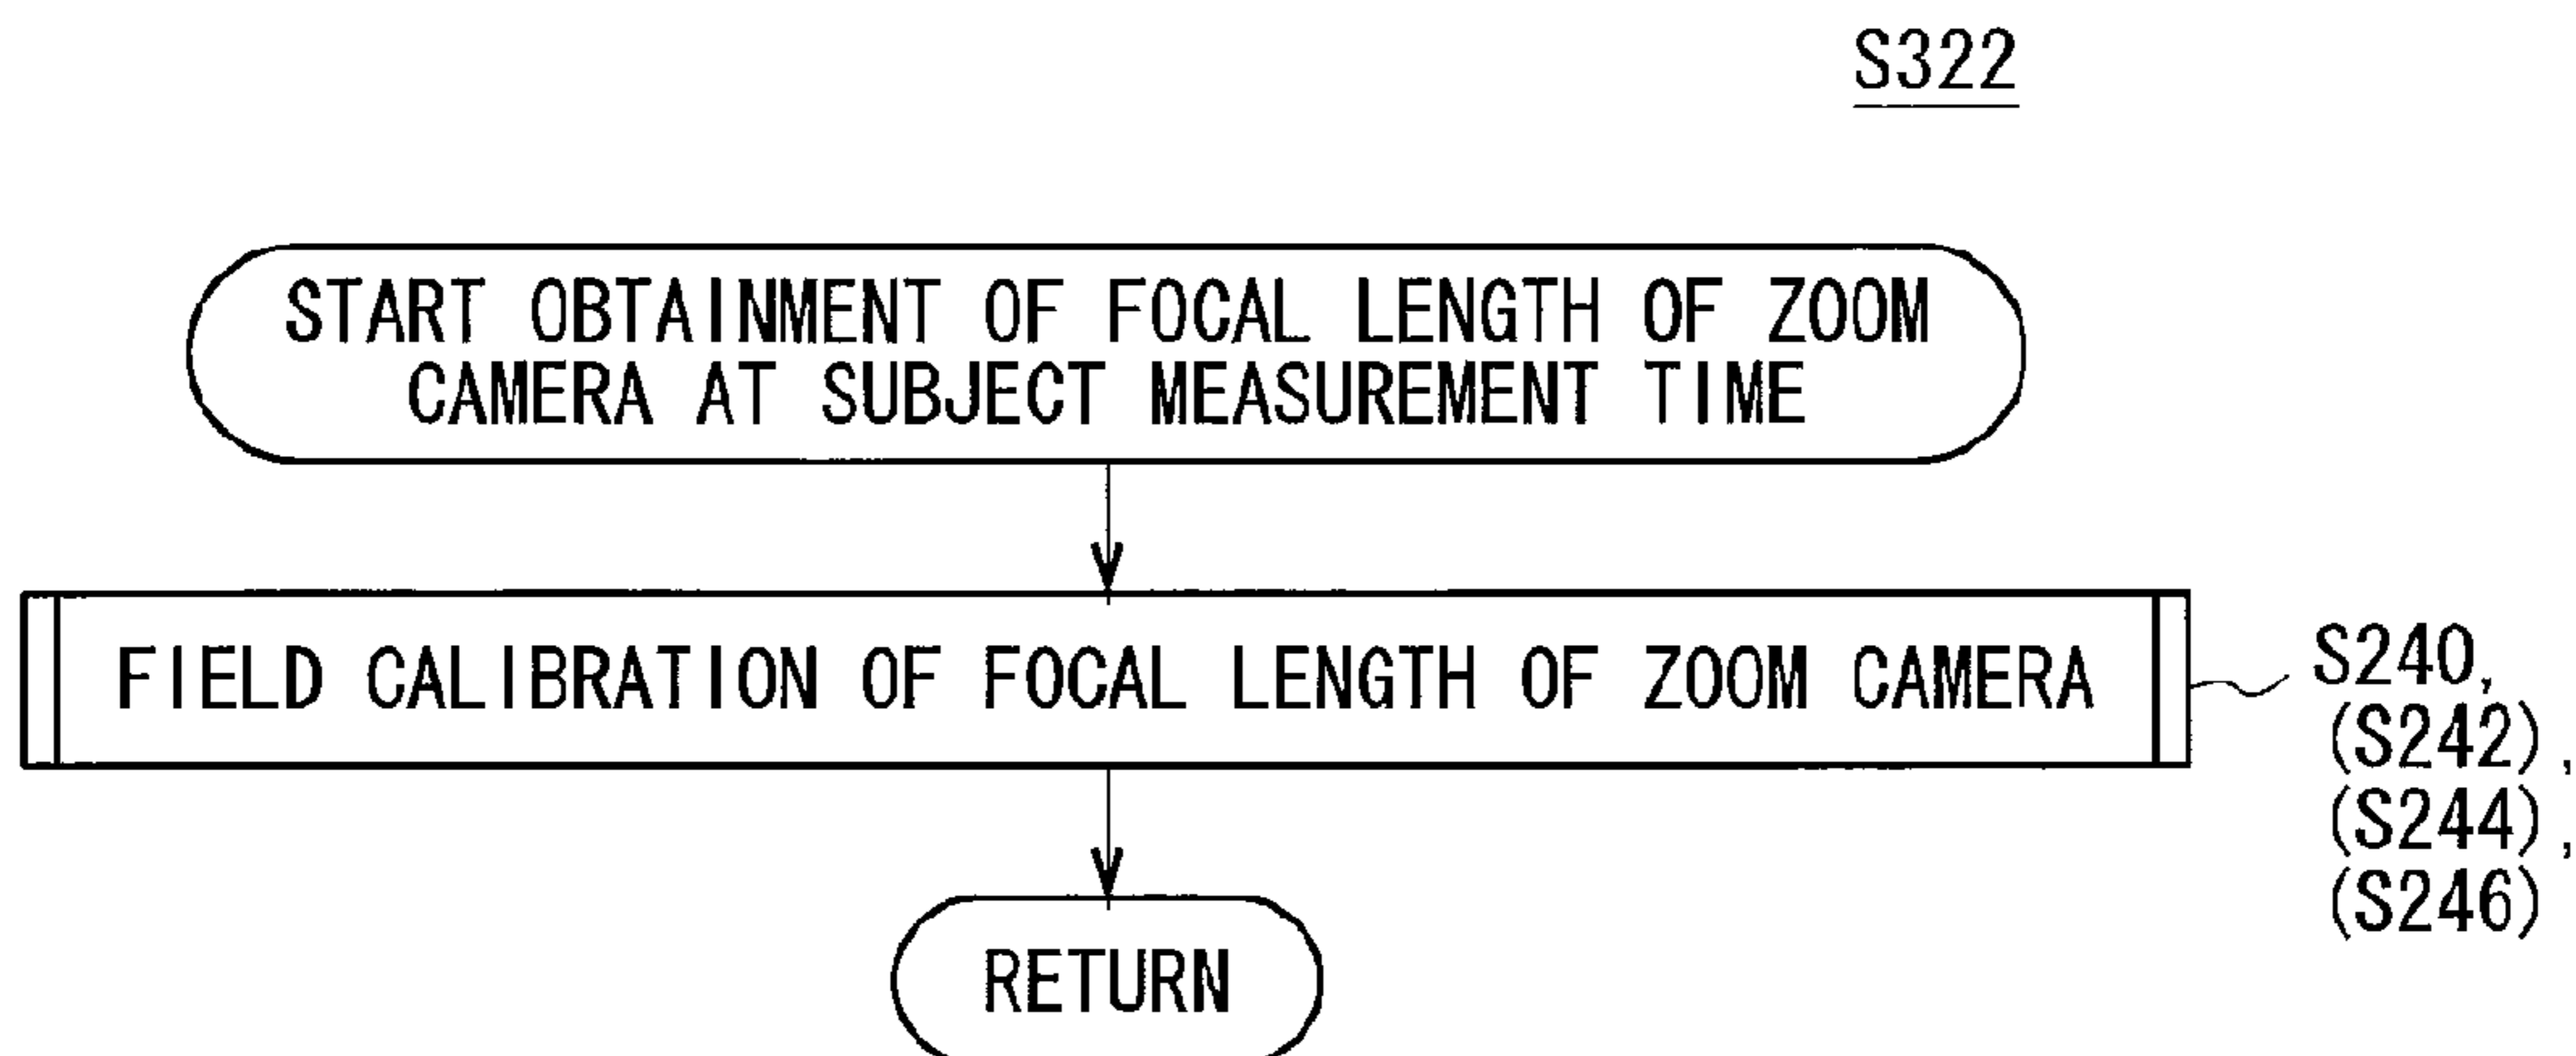 S322
START OBTAINMENT OF FOCAL LENGTH OF ZOOM
CAMERA AT SUBJECT MEASUREMENT TIME
FIELD CALIBRATION OF FOCAL LENGTH OF ZOOM CAMERA
S240,
(S242),
(S244),
(S246)
RETURN